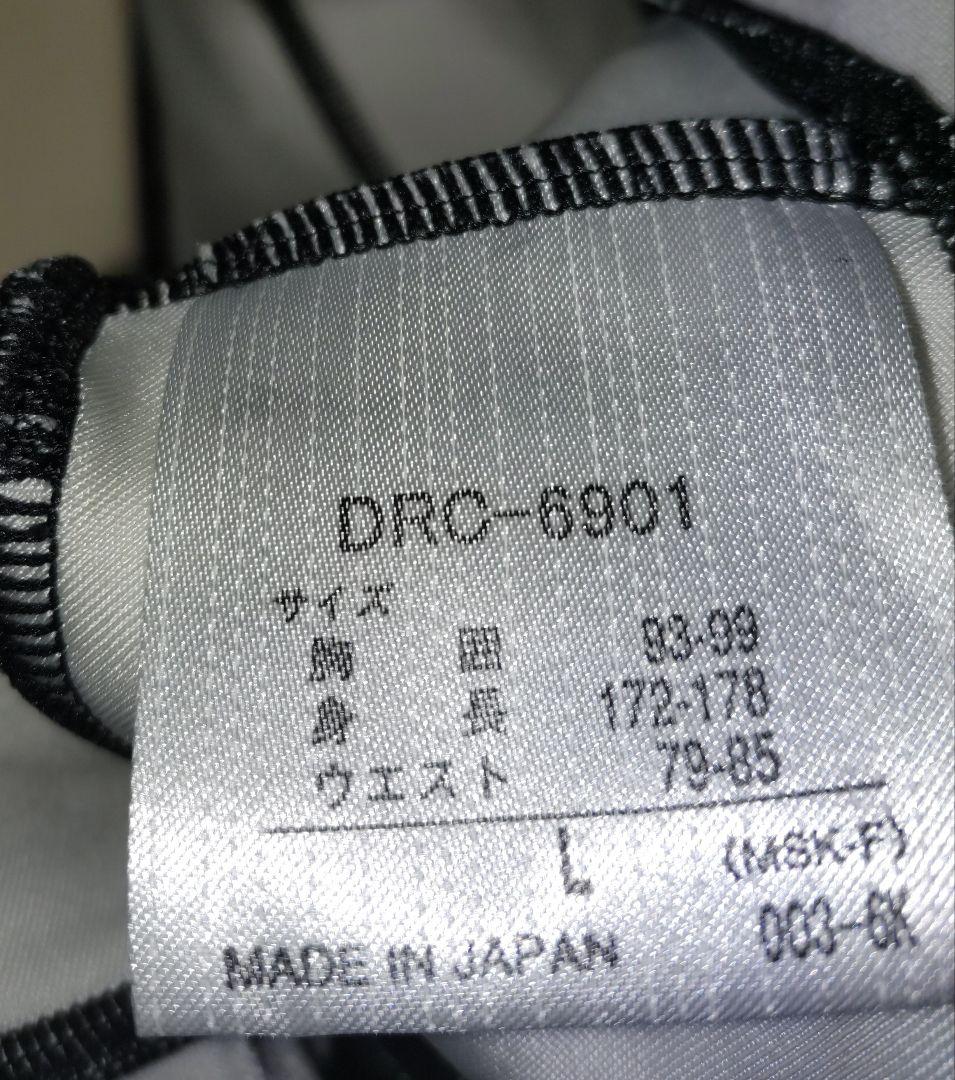 DRC-6901
サイズ
胸 囲 93-99
身 長 172-178
ウエスト 79-85
L (MSK-F)
003-6K
MADE IN JAPAN